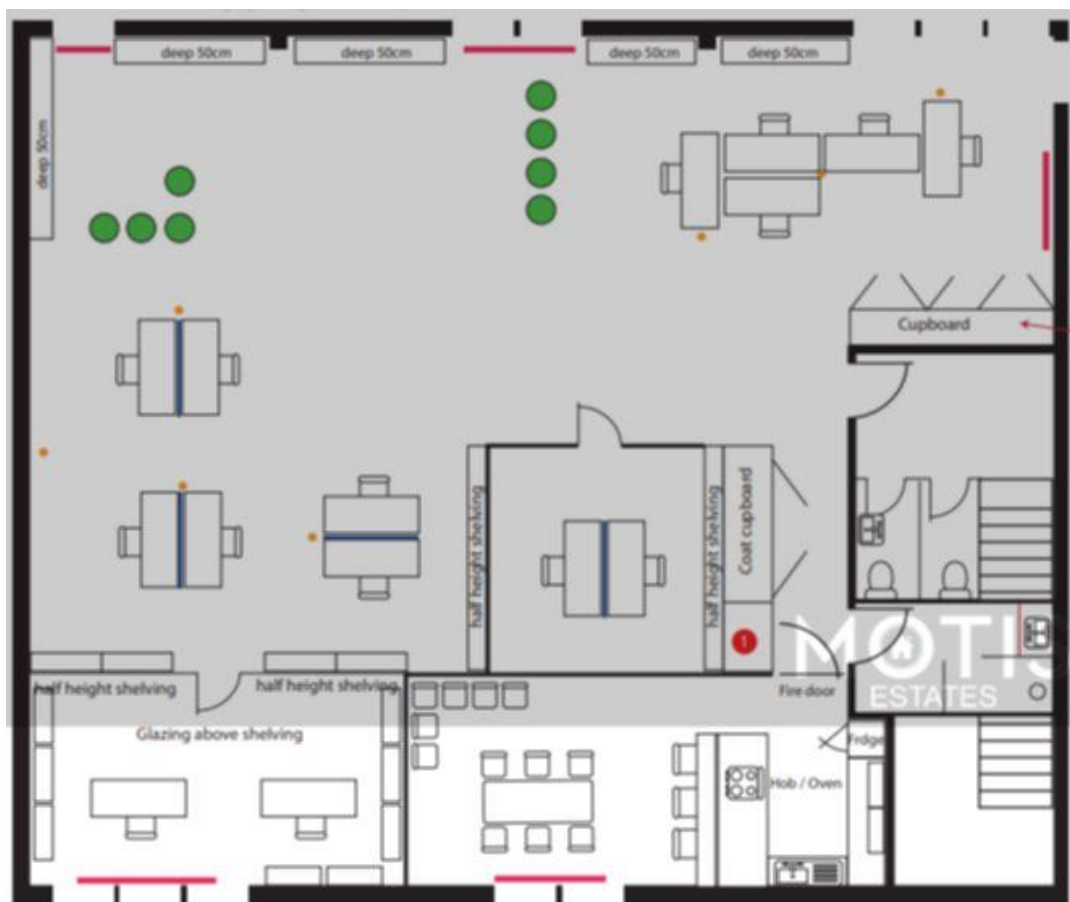 deep 50cm
deep 50cm
deep 50cm
deep 50cm
deep 50cm
Cupboard
half height shelving
half height shelving
Coat cupboard
1
MOTIS
ESTATES
half height shelving
half height shelving
Fire door
Glazing above shelving
Frdge
Hob / Oven